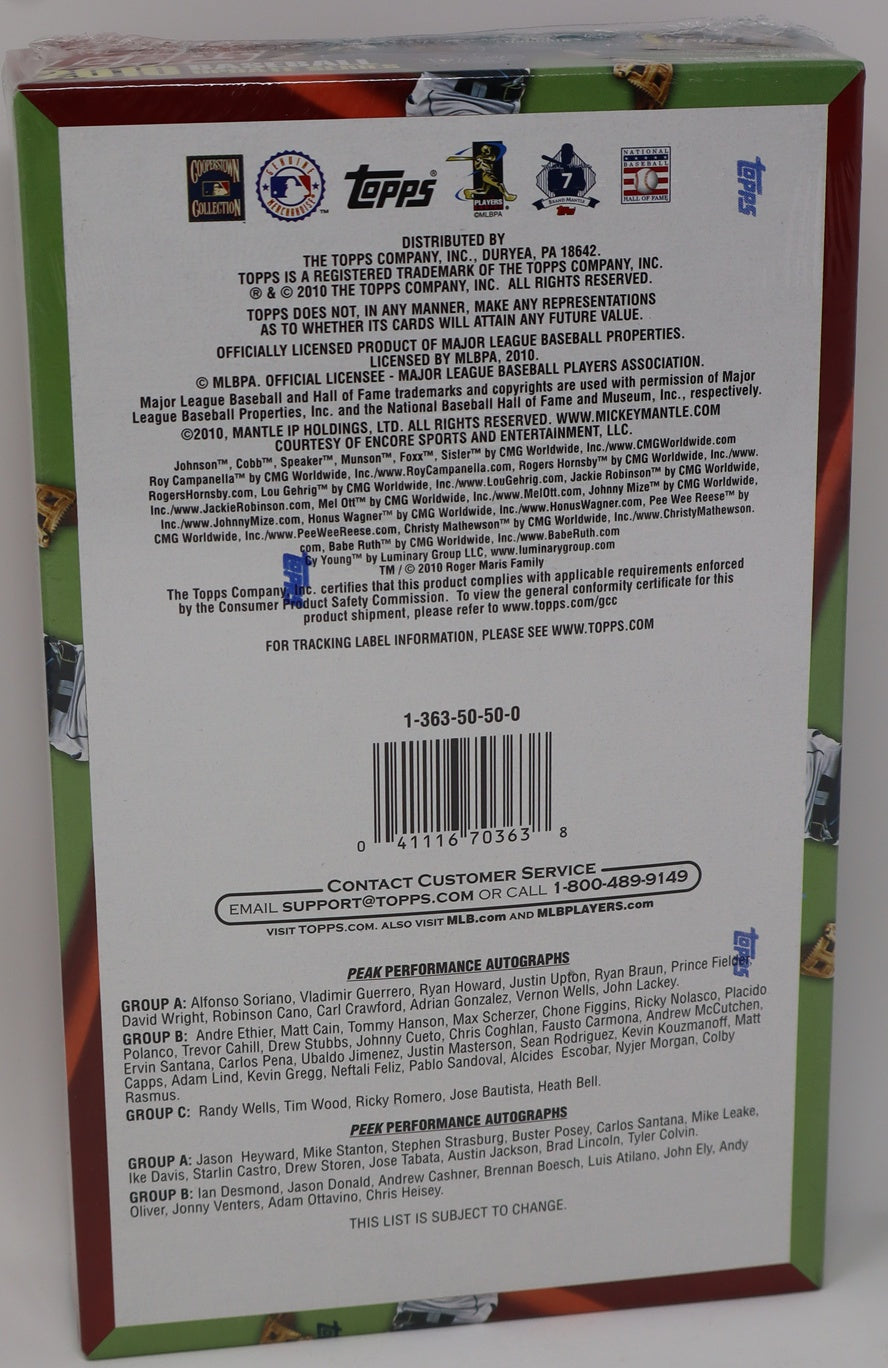 2010 BASEBALL
COOPERSTOWN
COLLECTION
GENUINE
MERCHANDISE
TM
Topps®
PLAYERS
©MLBPA
7
BRAND MANTLE
Topps
NATIONAL
BASEBALL
HALL OF FAME
Topps
DISTRIBUTED BY
THE TOPPS COMPANY, INC., DURYEA, PA 18642.
TOPPS IS A REGISTERED TRADEMARK OF THE TOPPS COMPANY, INC.
® & © 2010 THE TOPPS COMPANY, INC. ALL RIGHTS RESERVED.
TOPPS DOES NOT, IN ANY MANNER, MAKE ANY REPRESENTATIONS
AS TO WHETHER ITS CARDS WILL ATTAIN ANY FUTURE VALUE.
OFFICIALLY LICENSED PRODUCT OF MAJOR LEAGUE BASEBALL PROPERTIES.
LICENSED BY MLBPA, 2010.
© MLBPA. OFFICIAL LICENSEE - MAJOR LEAGUE BASEBALL PLAYERS ASSOCIATION.
Major League Baseball and Hall of Fame trademarks and copyrights are used with permission of Major
League Baseball Properties, Inc. and the National Baseball Hall of Fame and Museum, Inc., respectively.
©2010, MANTLE IP HOLDINGS, LTD. ALL RIGHTS RESERVED. WWW.MICKEYMANTLE.COM
COURTESY OF ENCORE SPORTS AND ENTERTAINMENT, LLC.
Johnson™, Cobb™, Speaker™, Munson™, Foxx™, Sisler™ by CMG Worldwide, Inc./www.CMGWorldwide.com
Roy Campanella™ by CMG Worldwide, Inc./www.RoyCampanella.com, Rogers Hornsby™ by CMG Worldwide, Inc./www.
RogersHornsby.com, Lou Gehrig™ by CMG Worldwide, Inc./www.LouGehrig.com, Jackie Robinson™ by CMG Worldwide,
Inc./www.JackieRobinson.com, Mel Ott™ by CMG Worldwide, Inc./www.MelOtt.com, Johnny Mize™ by CMG Worldwide,
Inc./www.JohnnyMize.com, Honus Wagner™ by CMG Worldwide, Inc./www.HonusWagner.com, Pee Wee Reese™ by
CMG Worldwide, Inc./www.PeeWeeReese.com, Christy Mathewson™ by CMG Worldwide, Inc./www.ChristyMathewson.
com, Babe Ruth™ by CMG Worldwide, Inc./www.BabeRuth.com
Cy Young™ by Luminary Group LLC, www.luminarygroup.com
TM / © 2010 Roger Maris Family
Topps
The Topps Company, Inc. certifies that this product complies with applicable requirements enforced
by the Consumer Product Safety Commission. To view the general conformity certificate for this
product shipment, please refer to www.topps.com/gcc
FOR TRACKING LABEL INFORMATION, PLEASE SEE WWW.TOPPS.COM
1-363-50-50-0
0 41116 70363 8
CONTACT CUSTOMER SERVICE
EMAIL SUPPORT@TOPPS.COM OR CALL 1-800-489-9149
VISIT TOPPS.COM. ALSO VISIT MLB.com AND MLBPLAYERS.com
Topps
PEAK PERFORMANCE AUTOGRAPHS
GROUP A: Alfonso Soriano, Vladimir Guerrero, Ryan Howard, Justin Upton, Ryan Braun, Prince Fielder,
David Wright, Robinson Cano, Carl Crawford, Adrian Gonzalez, Vernon Wells, John Lackey.
GROUP B: Andre Ethier, Matt Cain, Tommy Hanson, Max Scherzer, Chone Figgins, Ricky Nolasco, Placido
Polanco, Trevor Cahill, Drew Stubbs, Johnny Cueto, Chris Coghlan, Fausto Carmona, Andrew McCutchen,
Ervin Santana, Carlos Pena, Ubaldo Jimenez, Justin Masterson, Sean Rodriguez, Kevin Kouzmanoff, Matt
Capps, Adam Lind, Kevin Gregg, Neftali Feliz, Pablo Sandoval, Alcides Escobar, Nyjer Morgan, Colby
Rasmus.
GROUP C: Randy Wells, Tim Wood, Ricky Romero, Jose Bautista, Heath Bell.
PEEK PERFORMANCE AUTOGRAPHS
GROUP A: Jason Heyward, Mike Stanton, Stephen Strasburg, Buster Posey, Carlos Santana, Mike Leake,
Ike Davis, Starlin Castro, Drew Storen, Jose Tabata, Austin Jackson, Brad Lincoln, Tyler Colvin.
GROUP B: Ian Desmond, Jason Donald, Andrew Cashner, Brennan Boesch, Luis Atilano, John Ely, Andy
Oliver, Jonny Venters, Adam Ottavino, Chris Heisey.
THIS LIST IS SUBJECT TO CHANGE.